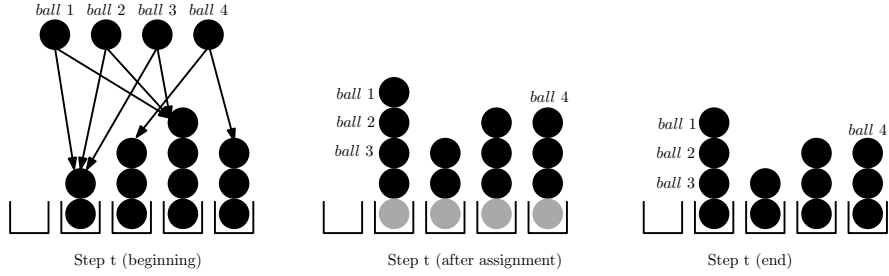 ball 1 ball 2 ball 3 ball 4
ball 1
ball 2
ball 3
ball 4
ball 1
ball 2
ball 3
ball 4
Step t (beginning)
Step t (after assignment)
Step t (end)